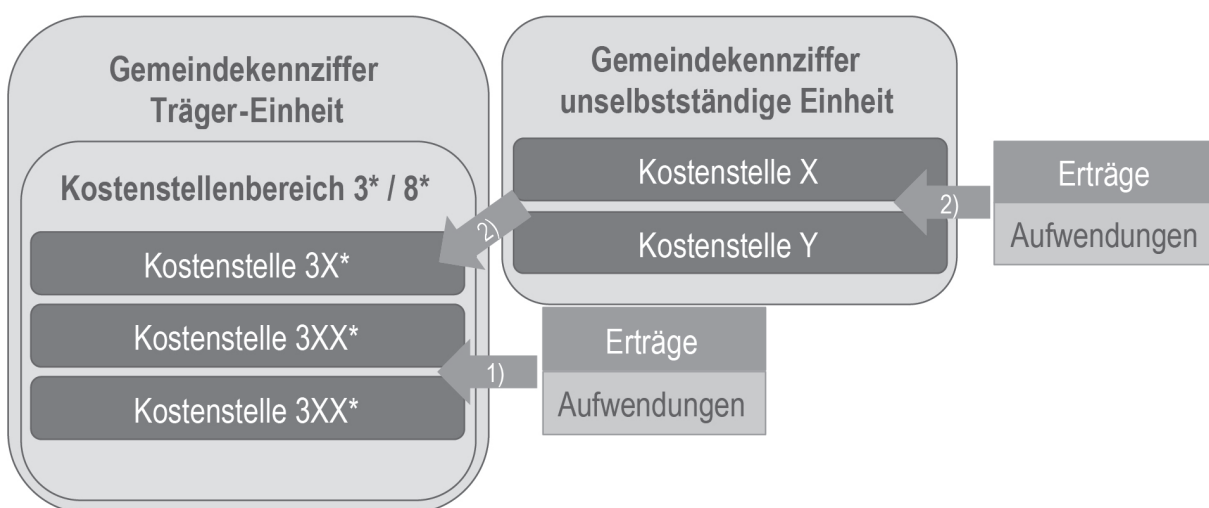 Gemeindekennziffer
Träger-Einheit
Kostenstellenbereich 3* / 8*
Kostenstelle 3X*
Kostenstelle 3XX*
Kostenstelle 3XX*
Gemeindekennziffer
unselbstständige Einheit
Kostenstelle X
Kostenstelle Y
2)
2)
Erträge
Aufwendungen
1)
Erträge
Aufwendungen